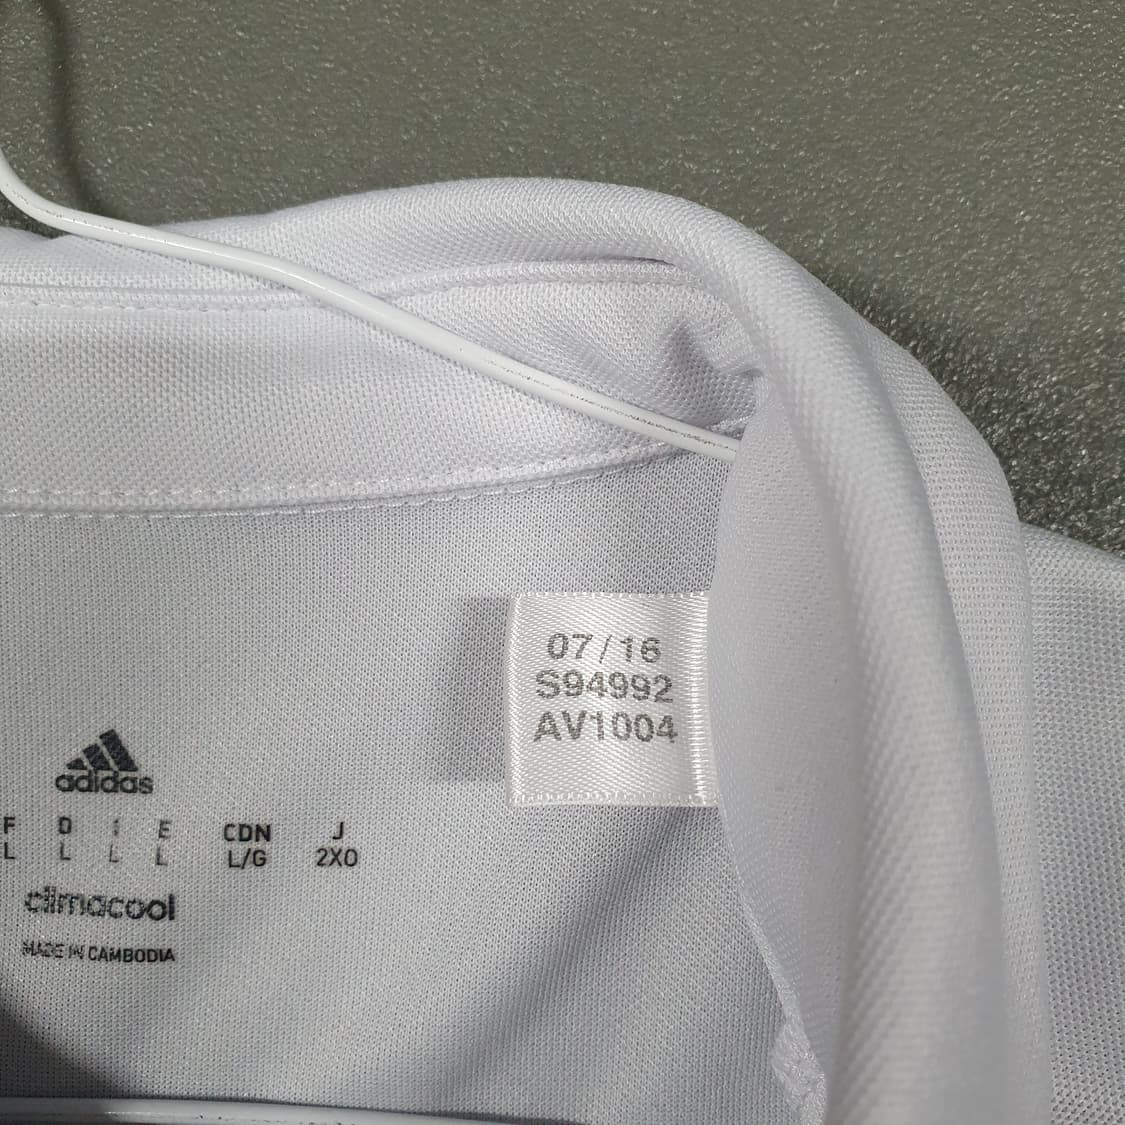 07/16
S94992
AV1004
adidas
F D I E CDN J
L L L L L/G 2XO
climacool
MADE IN CAMBODIA